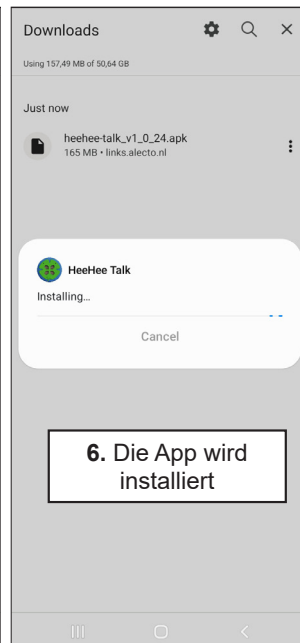 Downloads
Using 157,49 MB of 50,64 GB
Just now
heehee-talk_v1_0_24.apk
165 MB • links.alecto.nl
HeeHee Talk
Installing...
Cancel
6. Die App wird
installiert